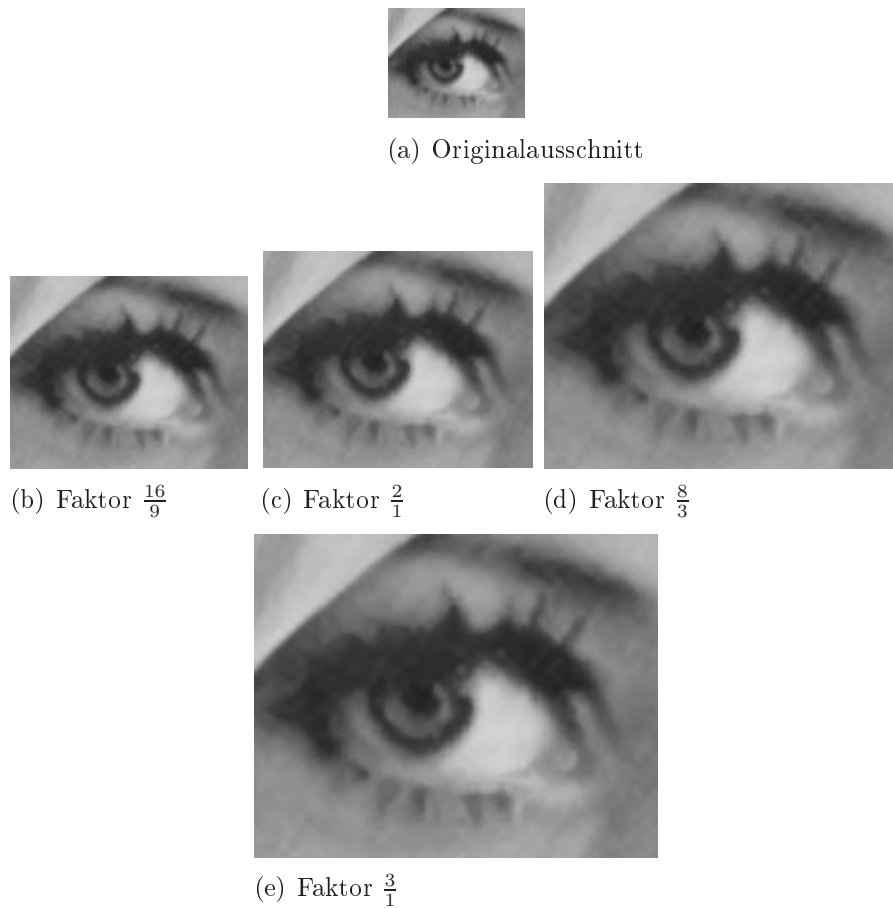 (a) Originalausschnitt
(b) Faktor 16/9
(c) Faktor 2/1
(d) Faktor 8/3
(e) Faktor 3/1